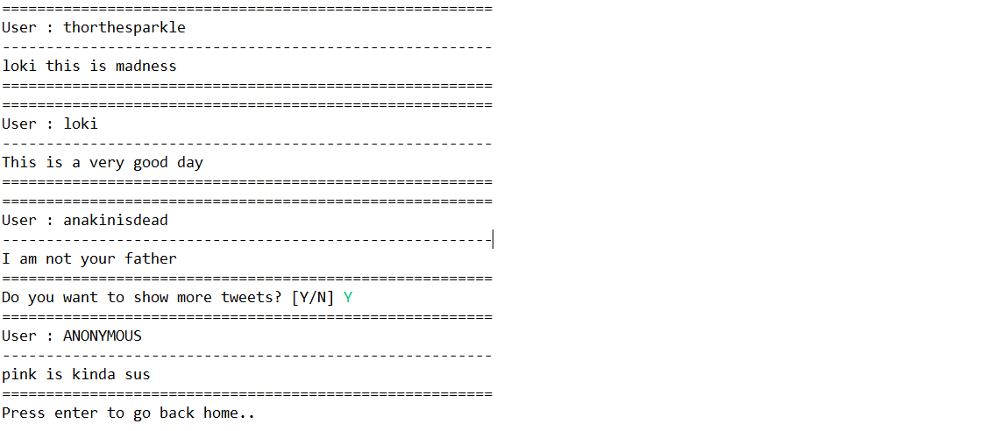 ========================================================
User : thorthesparkle
--------------------------------------------------------
loki this is madness
========================================================
========================================================
User : loki
--------------------------------------------------------
This is a very good day
========================================================
========================================================
User : anakinisdead
--------------------------------------------------------
I am not your father
========================================================
Do you want to show more tweets? [Y/N] Y
========================================================
User : ANONYMOUS
--------------------------------------------------------
pink is kinda sus
========================================================
Press enter to go back home..